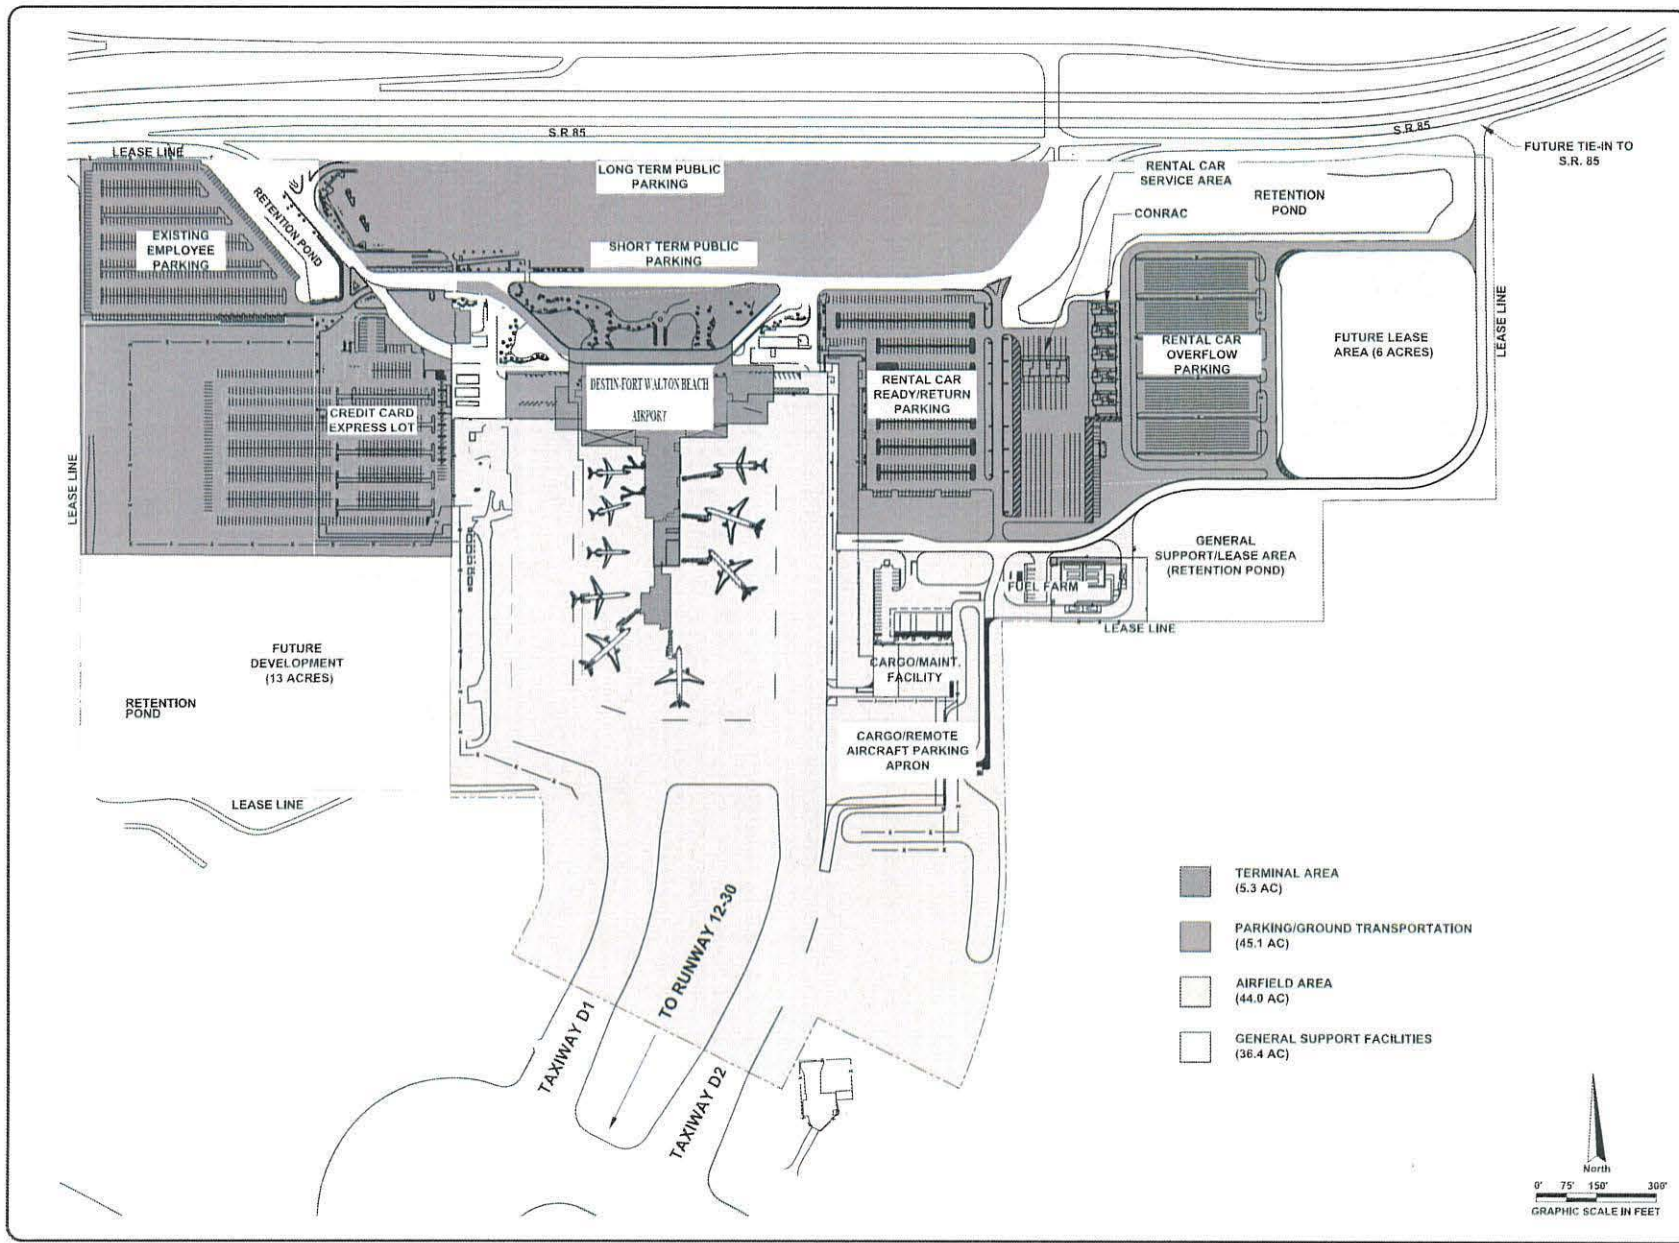 S.R.85
S.R.85
FUTURE TIE-IN TO
S.R. 85
LEASE LINE
LONG TERM PUBLIC
PARKING
RENTAL CAR
SERVICE AREA
RETENTION
POND
CONRAC
RETENTION POND
EXISTING
EMPLOYEE
PARKING
SHORT TERM PUBLIC
PARKING
LEASE LINE
FUTURE LEASE
AREA (6 ACRES)
RENTAL CAR
OVERFLOW
PARKING
DESTIN-FORT WALTON BEACH
AIRPORT
RENTAL CAR
READY/RETURN
PARKING
CREDIT CARD
EXPRESS LOT
LEASE LINE
GENERAL
SUPPORT/LEASE AREA
(RETENTION POND)
FUEL FARM
LEASE LINE
FUTURE
DEVELOPMENT
(13 ACRES)
RETENTION
POND
CARGO/MAINT.
FACILITY
CARGO/REMOTE
AIRCRAFT PARKING
APRON
LEASE LINE
TO RUNWAY 12-30
TAXIWAY D1
TAXIWAY D2
TERMINAL AREA
(5.3 AC)
PARKING/GROUND TRANSPORTATION
(45.1 AC)
AIRFIELD AREA
(44.0 AC)
GENERAL SUPPORT FACILITIES
(36.4 AC)
North
0' 75' 150' 300'
GRAPHIC SCALE IN FEET